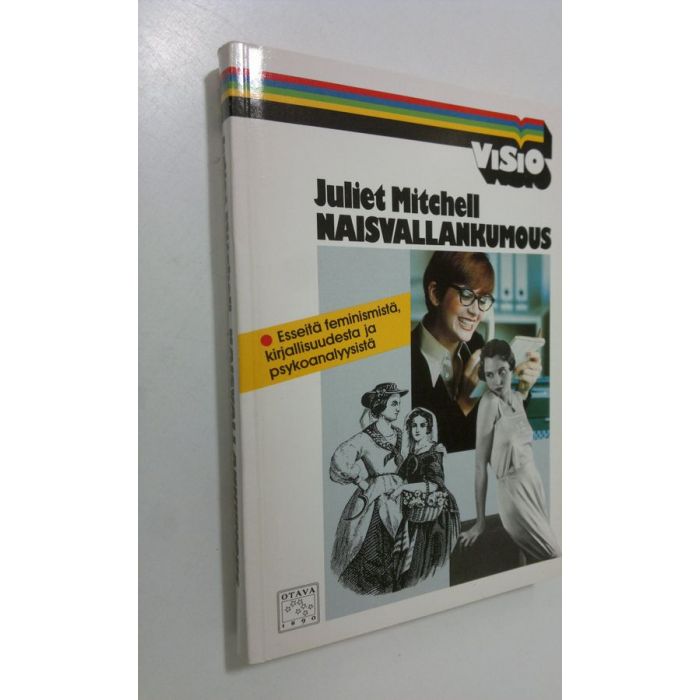 VISIO
Juliet Mitchell
NAISVALLANKUMOUS
Esseitä feminismistä,
kirjallisuudesta ja
psykoanalyysistä
OTAVA
1890